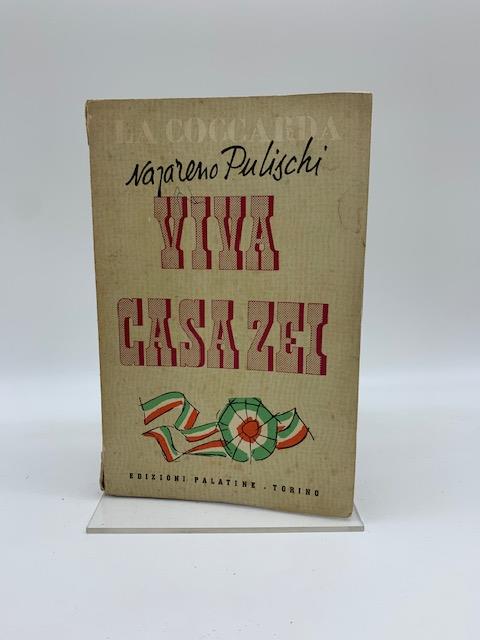 LA COCCARDA
Nazareno Pulischi
VIVA
CASA ZEI
EDIZIONI PALATINE - TORINO